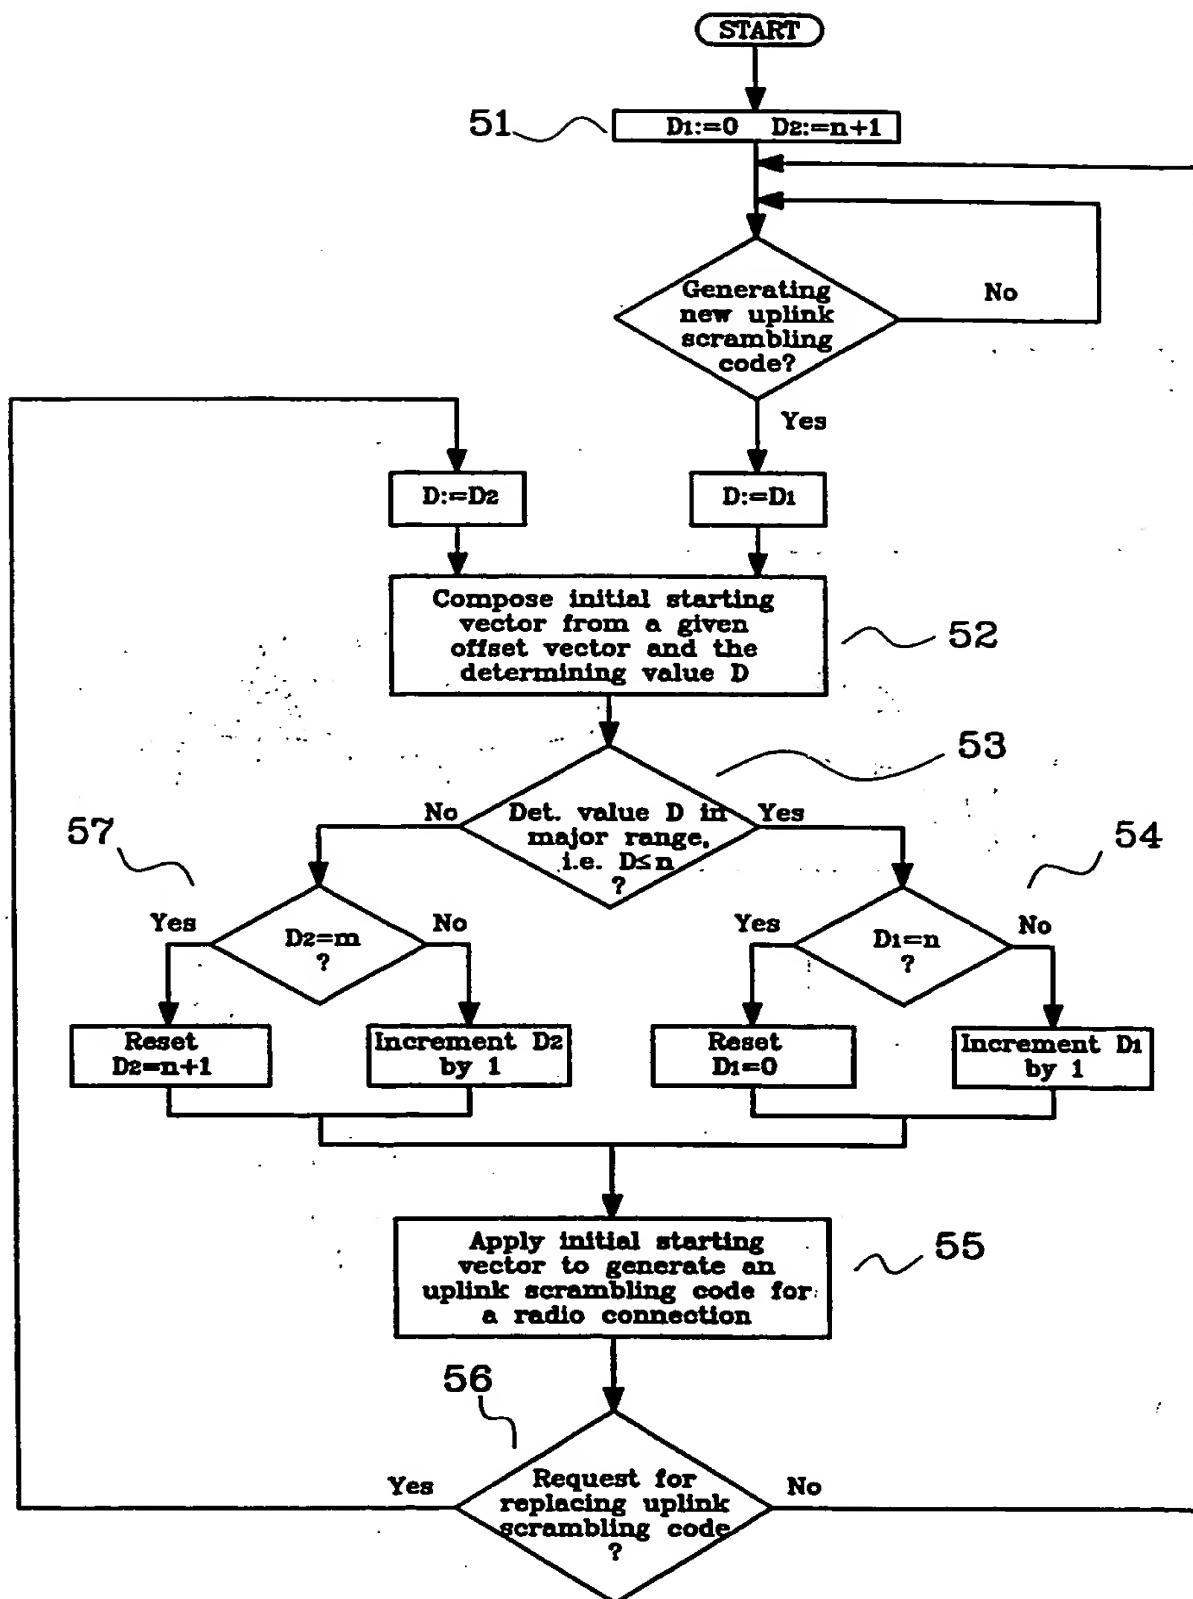 START
51
D1:=0 D2:=n+1
Generating
new uplink
scrambling
code?
No
Yes
D:=D2
D:=D1
Compose initial starting
vector from a given
offset vector and the
determining value D
52
53
No
Det. value D in
major range,
i.e. D≤n
?
Yes
57
54
Yes
D2=m
?
No
Yes
D1=n
?
No
Reset
D2=n+1
Increment D2
by 1
Reset
D1=0
Increment D1
by 1
Apply initial starting
vector to generate an
uplink scrambling code for
a radio connection
55
56
Yes
Request for
replacing uplink
scrambling code
?
No